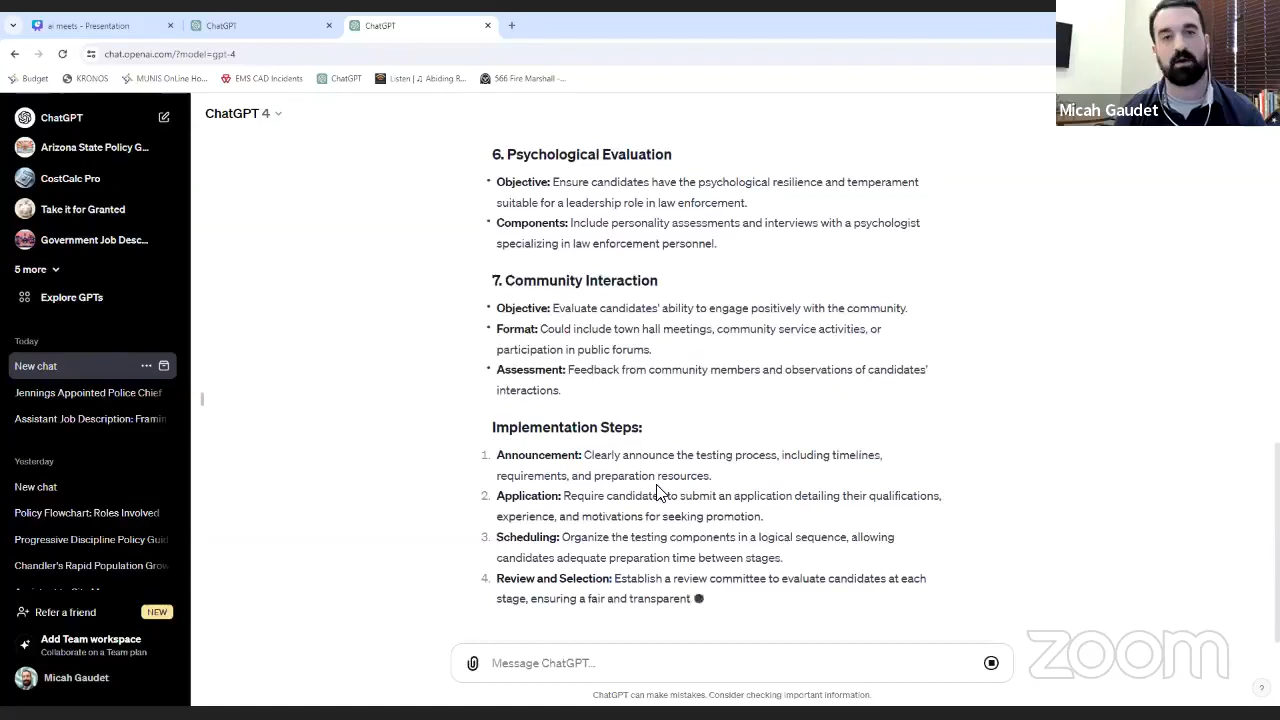 ai meets - Presentation
ChatGPT
ChatGPT
chat.openai.com/?model=gpt-4
Budget
KRONOS
MUNIS OnLine Ho...
EMS CAD Incidents
ChatGPT
Listen | ♫ Abiding R...
566 Fire Marshall -...
Micah Gaudet
ChatGPT
Arizona State Policy G...
CostCalc Pro
Take it for Granted
Government Job Desc...
5 more
Explore GPTs
Today
New chat
Jennings Appointed Police Chief
Assistant Job Description: Framin
Yesterday
New chat
Policy Flowchart: Roles Involved
Progressive Discipline Policy Guid
Chandler's Rapid Population Grow
Refer a friend
NEW
Add Team workspace
Collaborate on a Team plan
Micah Gaudet
ChatGPT 4
6. Psychological Evaluation
• Objective: Ensure candidates have the psychological resilience and temperament
suitable for a leadership role in law enforcement.
• Components: Include personality assessments and interviews with a psychologist
specializing in law enforcement personnel.
7. Community Interaction
• Objective: Evaluate candidates' ability to engage positively with the community.
• Format: Could include town hall meetings, community service activities, or
participation in public forums.
• Assessment: Feedback from community members and observations of candidates'
interactions.
Implementation Steps:
1. Announcement: Clearly announce the testing process, including timelines,
requirements, and preparation resources.
2. Application: Require candidates to submit an application detailing their qualifications,
experience, and motivations for seeking promotion.
3. Scheduling: Organize the testing components in a logical sequence, allowing
candidates adequate preparation time between stages.
4. Review and Selection: Establish a review committee to evaluate candidates at each
stage, ensuring a fair and transparent
Message ChatGPT...
ChatGPT can make mistakes. Consider checking important information.
zoom
?